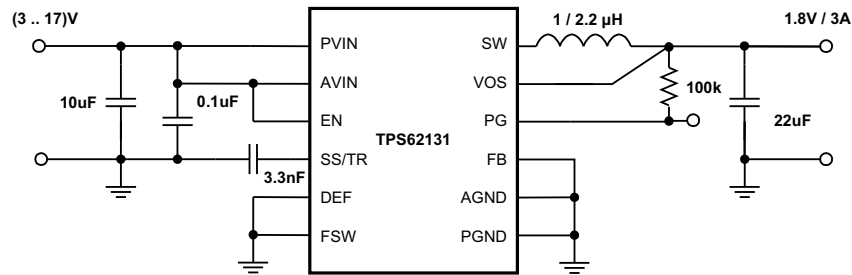 (3 .. 17)V
1 / 2.2 µH
1.8V / 3A
PVIN
SW
AVIN
VOS
10uF
0.1uF
100k
EN
PG
22uF
TPS62131
SS/TR
FB
3.3nF
DEF
AGND
FSW
PGND